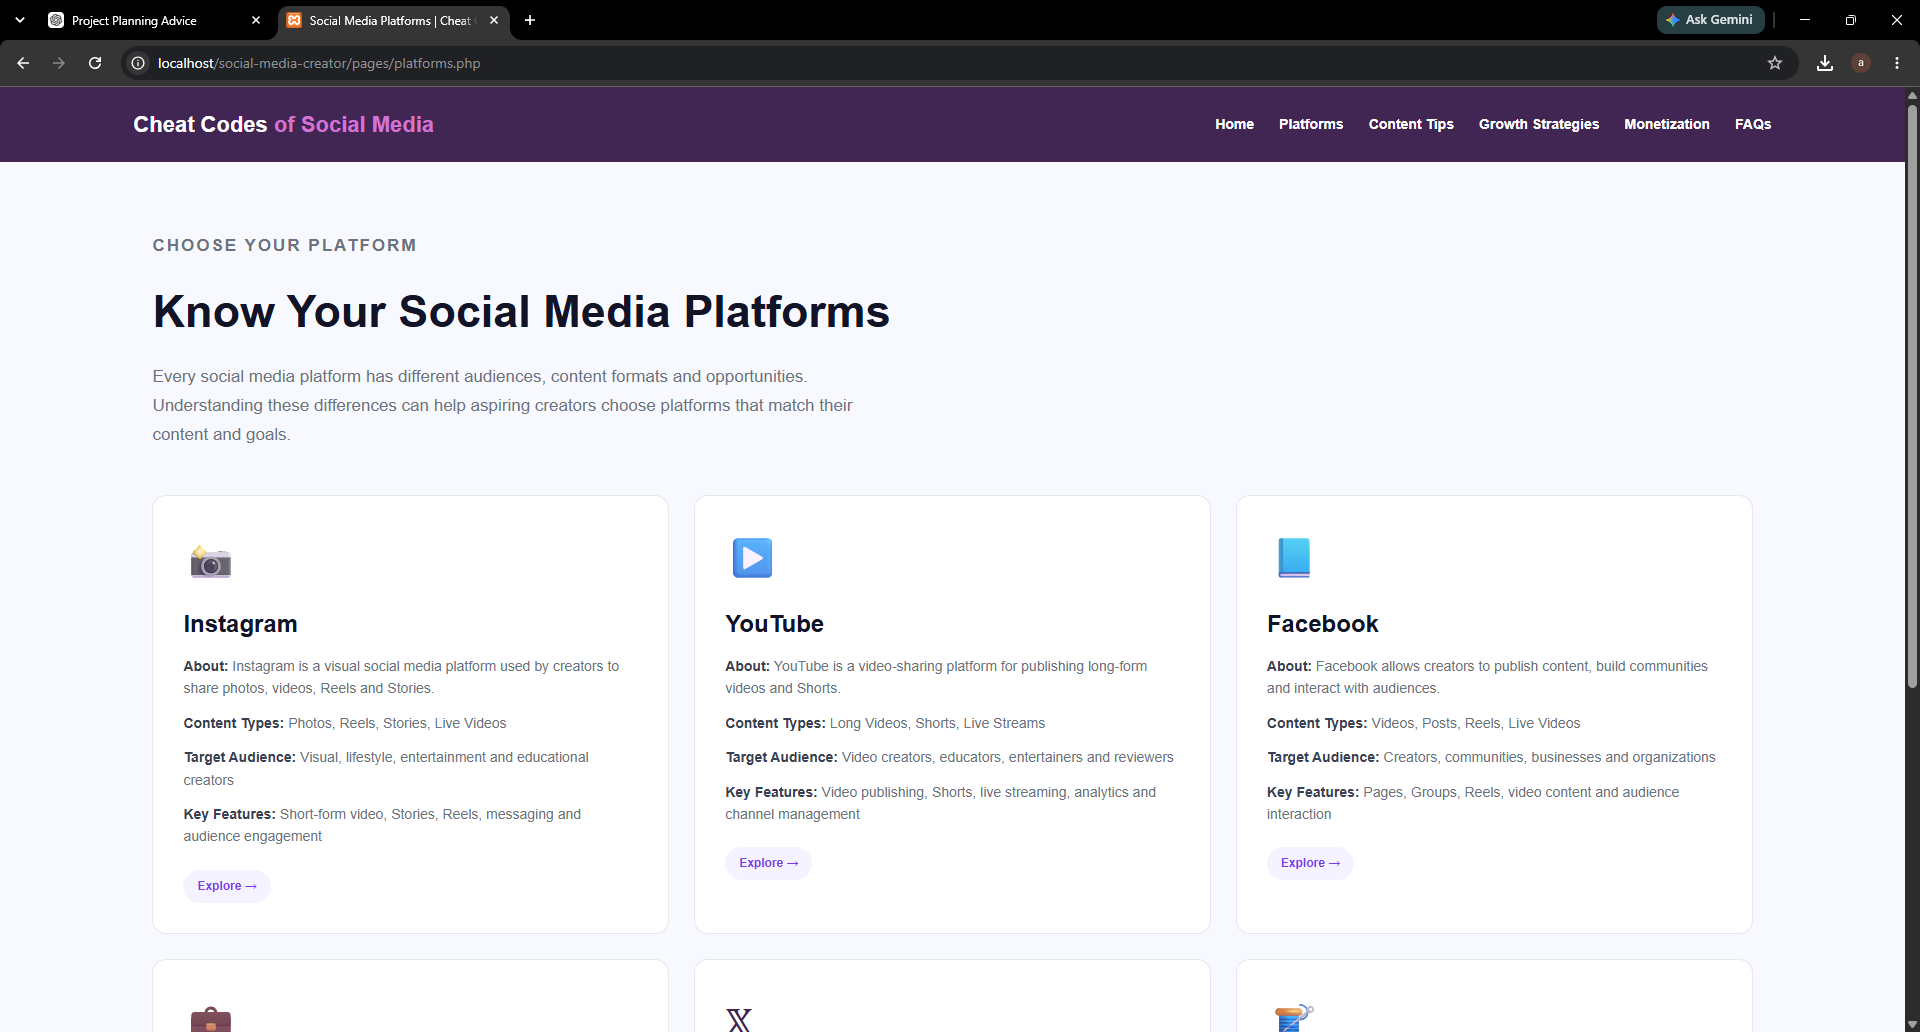 Project Planning Advice
Social Media Platforms | Cheat
Ask Gemini
localhost/social-media-creator/pages/platforms.php
a
Cheat Codes of Social Media
Home Platforms Content Tips Growth Strategies Monetization FAQs
CHOOSE YOUR PLATFORM
Know Your Social Media Platforms
Every social media platform has different audiences, content formats and opportunities.
Understanding these differences can help aspiring creators choose platforms that match their
content and goals.
Instagram
About: Instagram is a visual social media platform used by creators to
share photos, videos, Reels and Stories.
Content Types: Photos, Reels, Stories, Live Videos
Target Audience: Visual, lifestyle, entertainment and educational
creators
Key Features: Short-form video, Stories, Reels, messaging and
audience engagement
Explore →
YouTube
About: YouTube is a video-sharing platform for publishing long-form
videos and Shorts.
Content Types: Long Videos, Shorts, Live Streams
Target Audience: Video creators, educators, entertainers and reviewers
Key Features: Video publishing, Shorts, live streaming, analytics and
channel management
Explore →
Facebook
About: Facebook allows creators to publish content, build communities
and interact with audiences.
Content Types: Videos, Posts, Reels, Live Videos
Target Audience: Creators, communities, businesses and organizations
Key Features: Pages, Groups, Reels, video content and audience
interaction
Explore →
𝕏